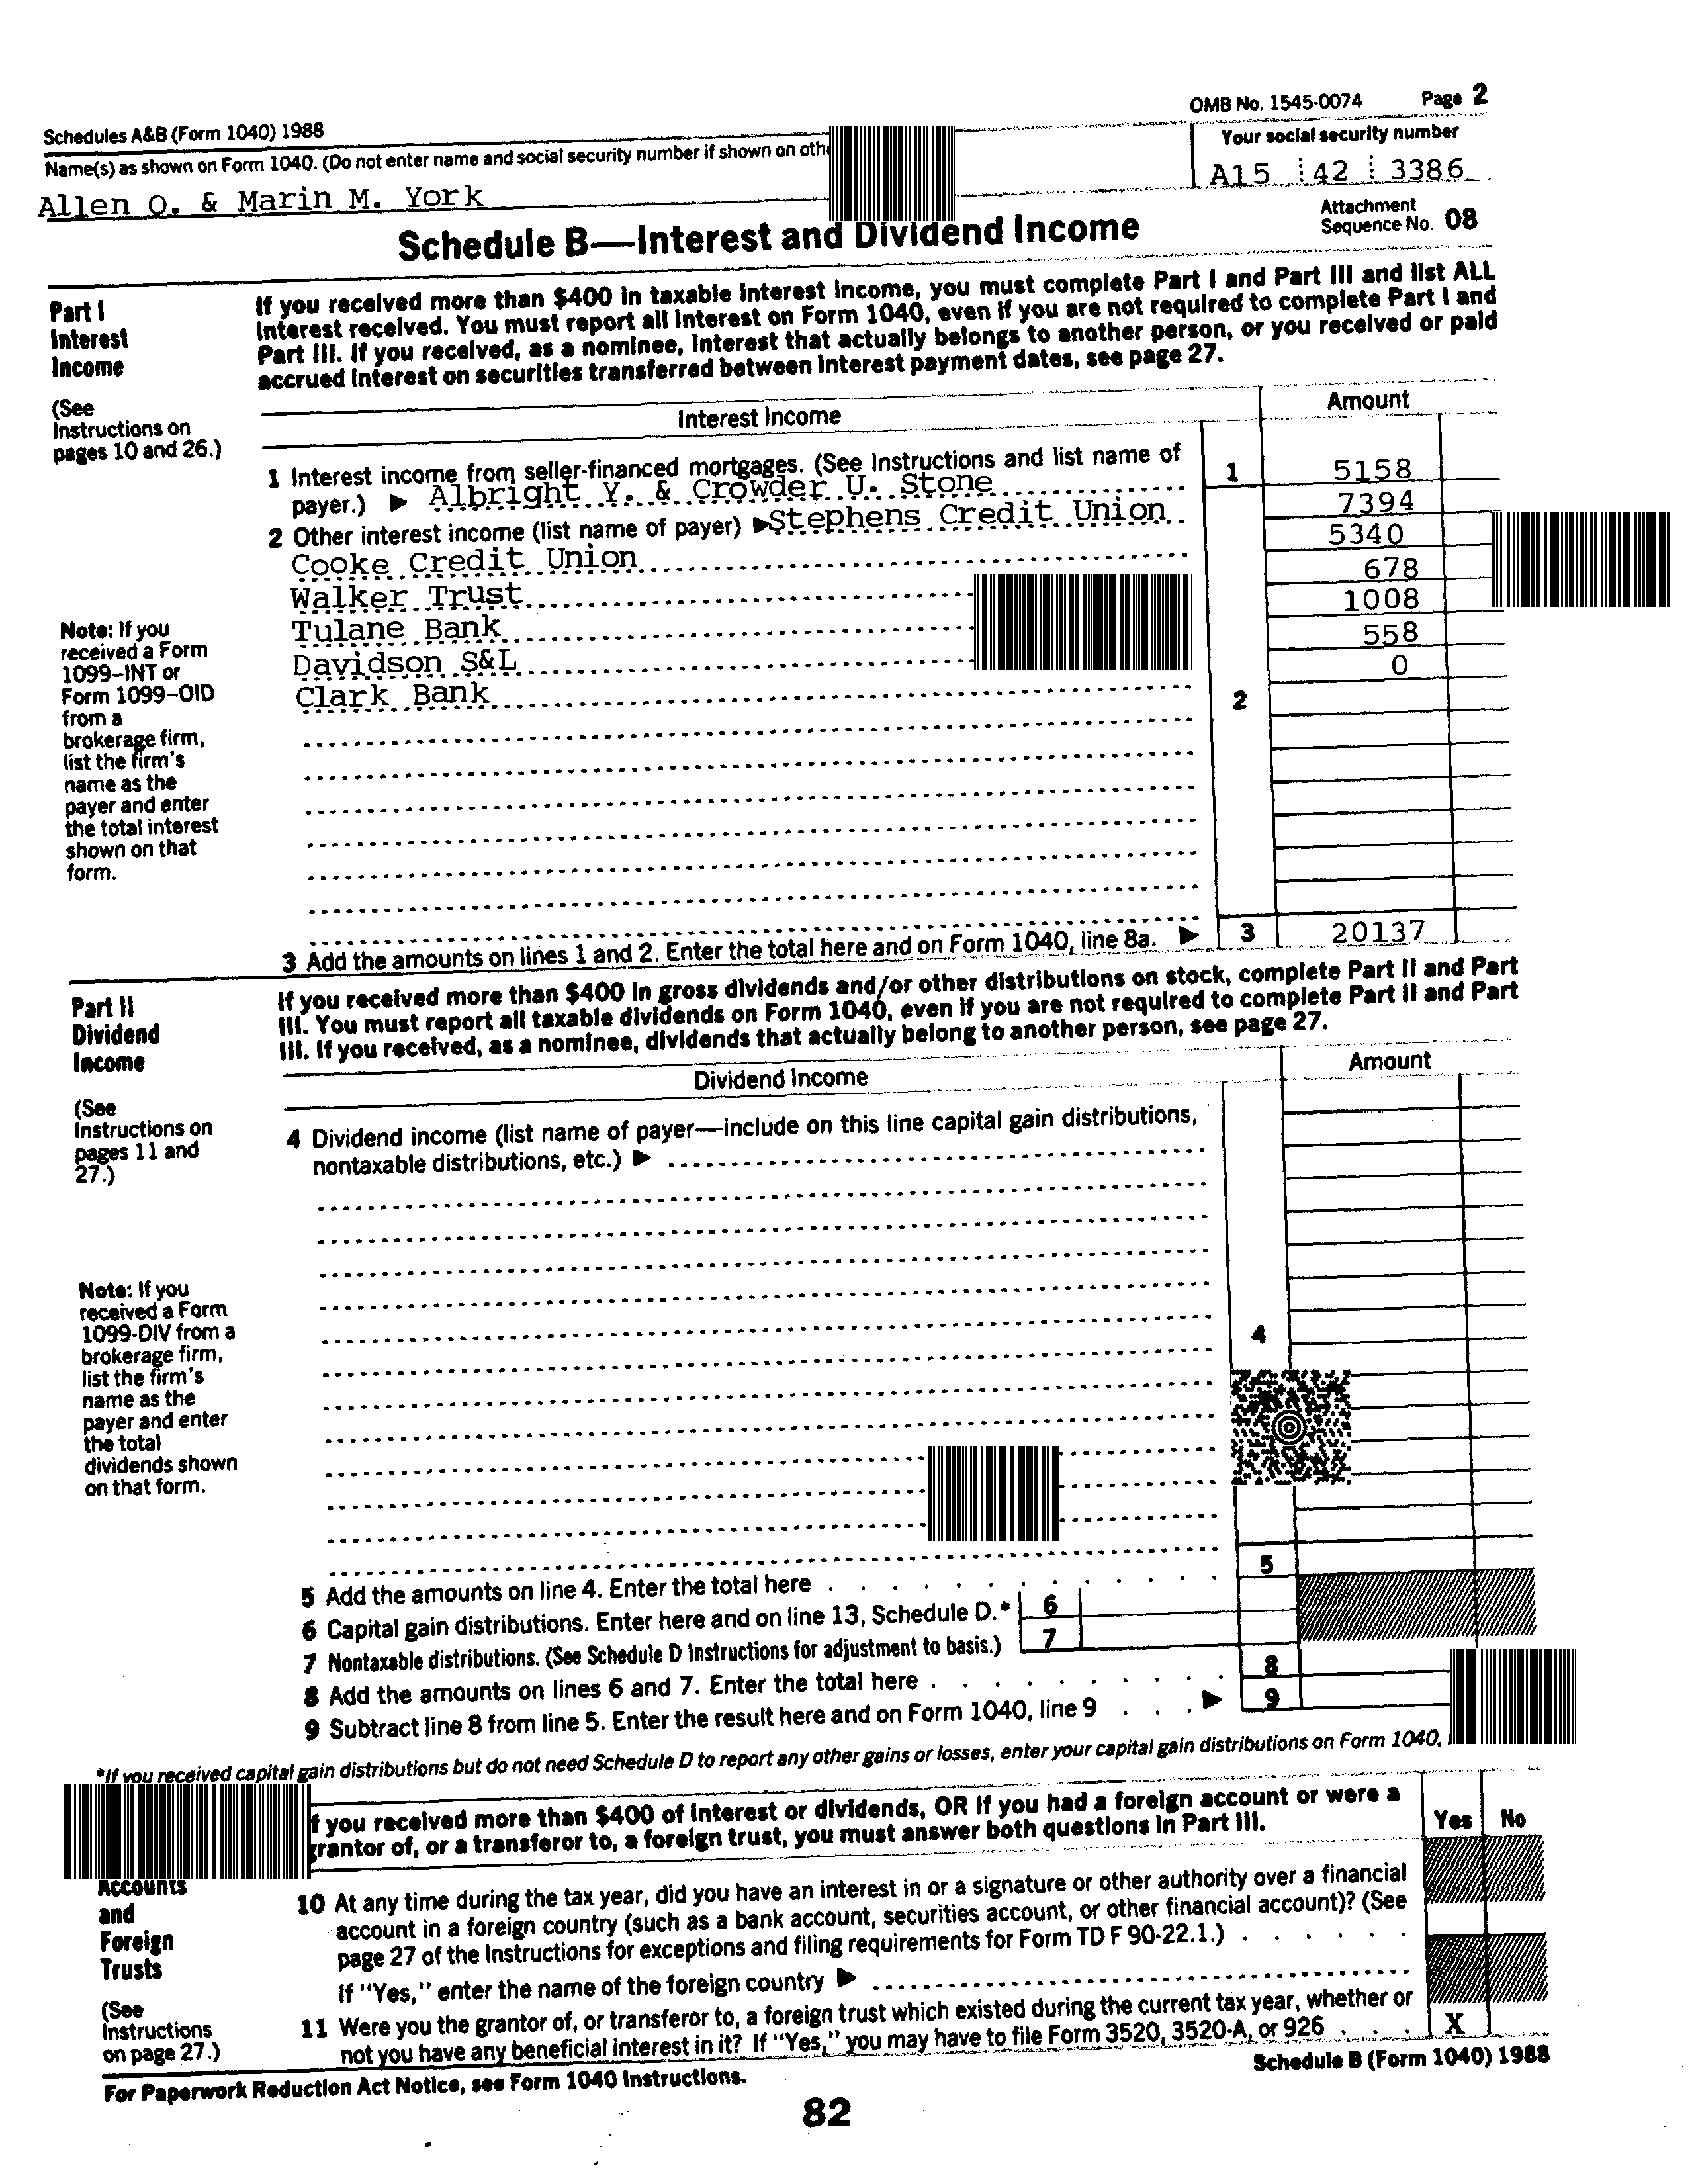 Schedules A&B (Form 1040) 1988
OMB No. 1545-0074 Page 2
Name(s) as shown on Form 1040. (Do not enter name and social security number if shown on
Your social security number
Allen O. & Marin M. York
A15 42 3386
Schedule B—Interest and Dividend Income
Attachment
Sequence No. 08
Part I
Interest
Income
(See
Instructions on
pages 10 and 26.)
If you received more than $400 in taxable interest income, you must complete Part I and Part III and list ALL
interest received. You must report all interest on Form 1040, even if you are not required to complete Part I and
Part III. If you received, as a nominee, interest that actually belongs to another person, or you received or paid
accrued interest on securities transferred between interest payment dates, see page 27.
Interest Income
Amount
1 Interest income from seller-financed mortgages. (See Instructions and list name of
payer.) ▶ Albright Y. & Crowder U. Stone
1 5158
2 Other interest income (list name of payer) ▶ Stephens Credit Union
7394
Cooke Credit Union
5340
Walker Trust
678
Tulane Bank
1008
Davidson S&L
558
Clark Bank
0
2
Note: If you
received a Form
1099-INT or
Form 1099-OID
from a
brokerage firm,
list the firm's
name as the
payer and enter
the total interest
shown on that
form.
3 Add the amounts on lines 1 and 2. Enter the total here and on Form 1040, line 8a. ▶ 3 20137
Part II
Dividend
Income
(See
Instructions on
pages 11 and
27.)
If you received more than $400 in gross dividends and/or other distributions on stock, complete Part II and Part
III. You must report all taxable dividends on Form 1040, even if you are not required to complete Part II and Part
III. If you received, as a nominee, dividends that actually belong to another person, see page 27.
Dividend Income
Amount
4 Dividend income (list name of payer—include on this line capital gain distributions,
nontaxable distributions, etc.) ▶
4
Note: If you
received a Form
1099-DIV from a
brokerage firm,
list the firm's
name as the
payer and enter
the total
dividends shown
on that form.
5 Add the amounts on line 4. Enter the total here 5
6 Capital gain distributions. Enter here and on line 13, Schedule D.* 6
7 Nontaxable distributions. (See Schedule D Instructions for adjustment to basis.) 7
8 Add the amounts on lines 6 and 7. Enter the total here 8
9 Subtract line 8 from line 5. Enter the result here and on Form 1040, line 9 ▶ 9
*If you received capital gain distributions but do not need Schedule D to report any other gains or losses, enter your capital gain distributions on Form 1040,
Accounts
and
Foreign
Trusts
(See
Instructions
on page 27.)
If you received more than $400 of interest or dividends, OR if you had a foreign account or were a
grantor of, or a transferor to, a foreign trust, you must answer both questions in Part III.
Yes No
10 At any time during the tax year, did you have an interest in or a signature or other authority over a financial
account in a foreign country (such as a bank account, securities account, or other financial account)? (See
page 27 of the Instructions for exceptions and filing requirements for Form TD F 90-22.1.)
If "Yes," enter the name of the foreign country ▶
11 Were you the grantor of, or transferor to, a foreign trust which existed during the current tax year, whether or
not you have any beneficial interest in it? If "Yes," you may have to file Form 3520, 3520-A, or 926 X
For Paperwork Reduction Act Notice, see Form 1040 Instructions.
Schedule B (Form 1040) 1988
82